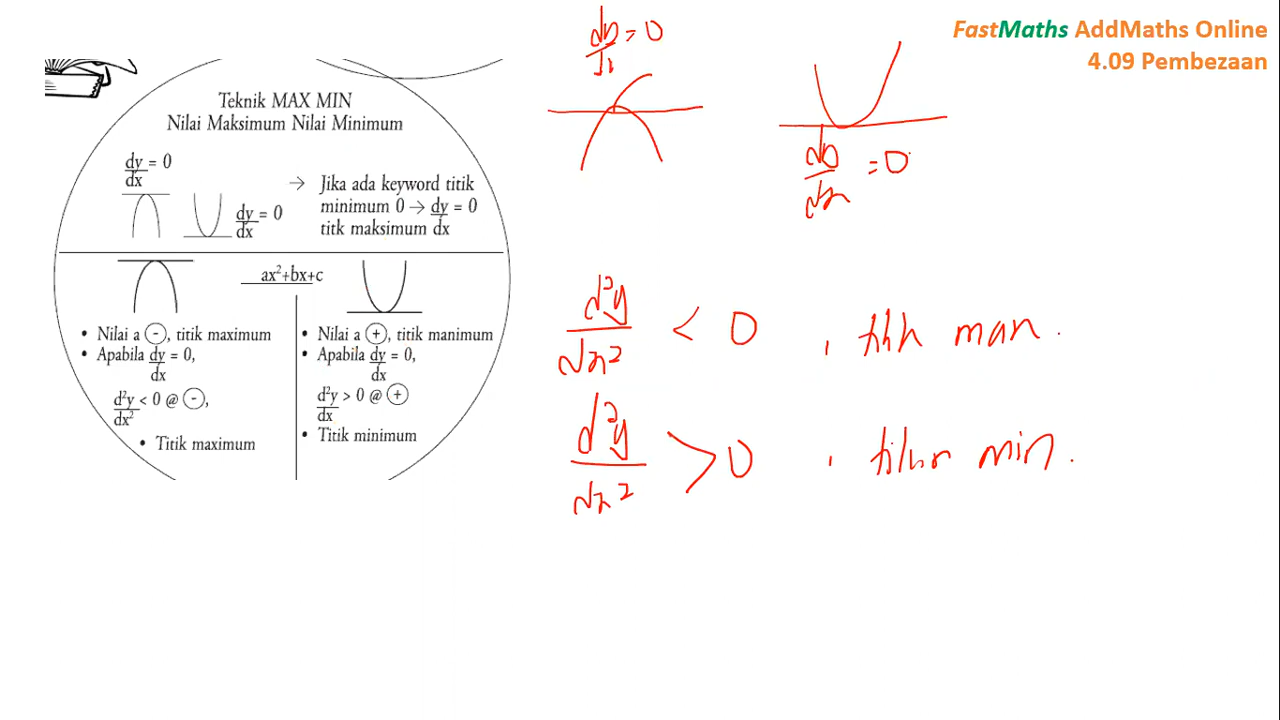 FastMaths AddMaths Online
4.09 Pembezaan
Teknik MAX MIN
Nilai Maksimum Nilai Minimum
dy/dx = 0
dy/dx = 0
→ Jika ada keyword titik
minimum 0 → dy/dx = 0
titk maksimum
ax²+bx+c
• Nilai a (-), titik maximum
• Apabila dy/dx = 0,
d²y/dx² < 0 @ (-),
• Titik maximum
• Nilai a (+), titik manimum
• Apabila dy/dx = 0,
d²y/dx > 0 @ (+)
• Titik minimum
dy/dx = 0
dy/dx = 0
d²y/dx² < 0 , titik max.
d²y/dx² > 0 , titik min.